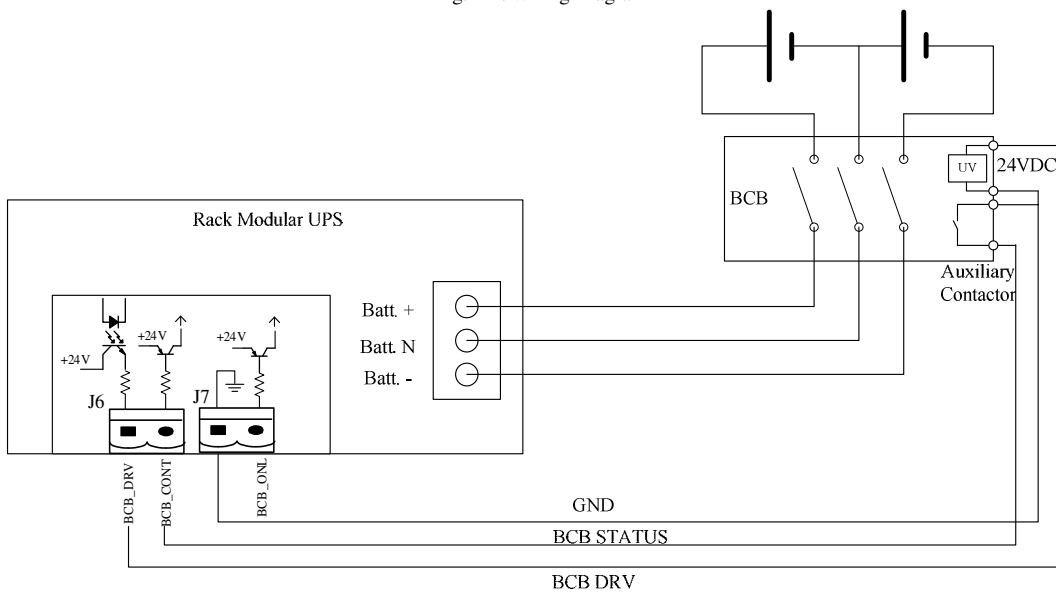 UV
24VDC
BCB
Auxiliary
Contactor
Rack Modular UPS
Batt. +
Batt. N
Batt. -
+24V
+24V
+24V
J6
J7
BCB_DRV
BCB_CONT
BCB_ONL
GND
BCB STATUS
BCB DRV